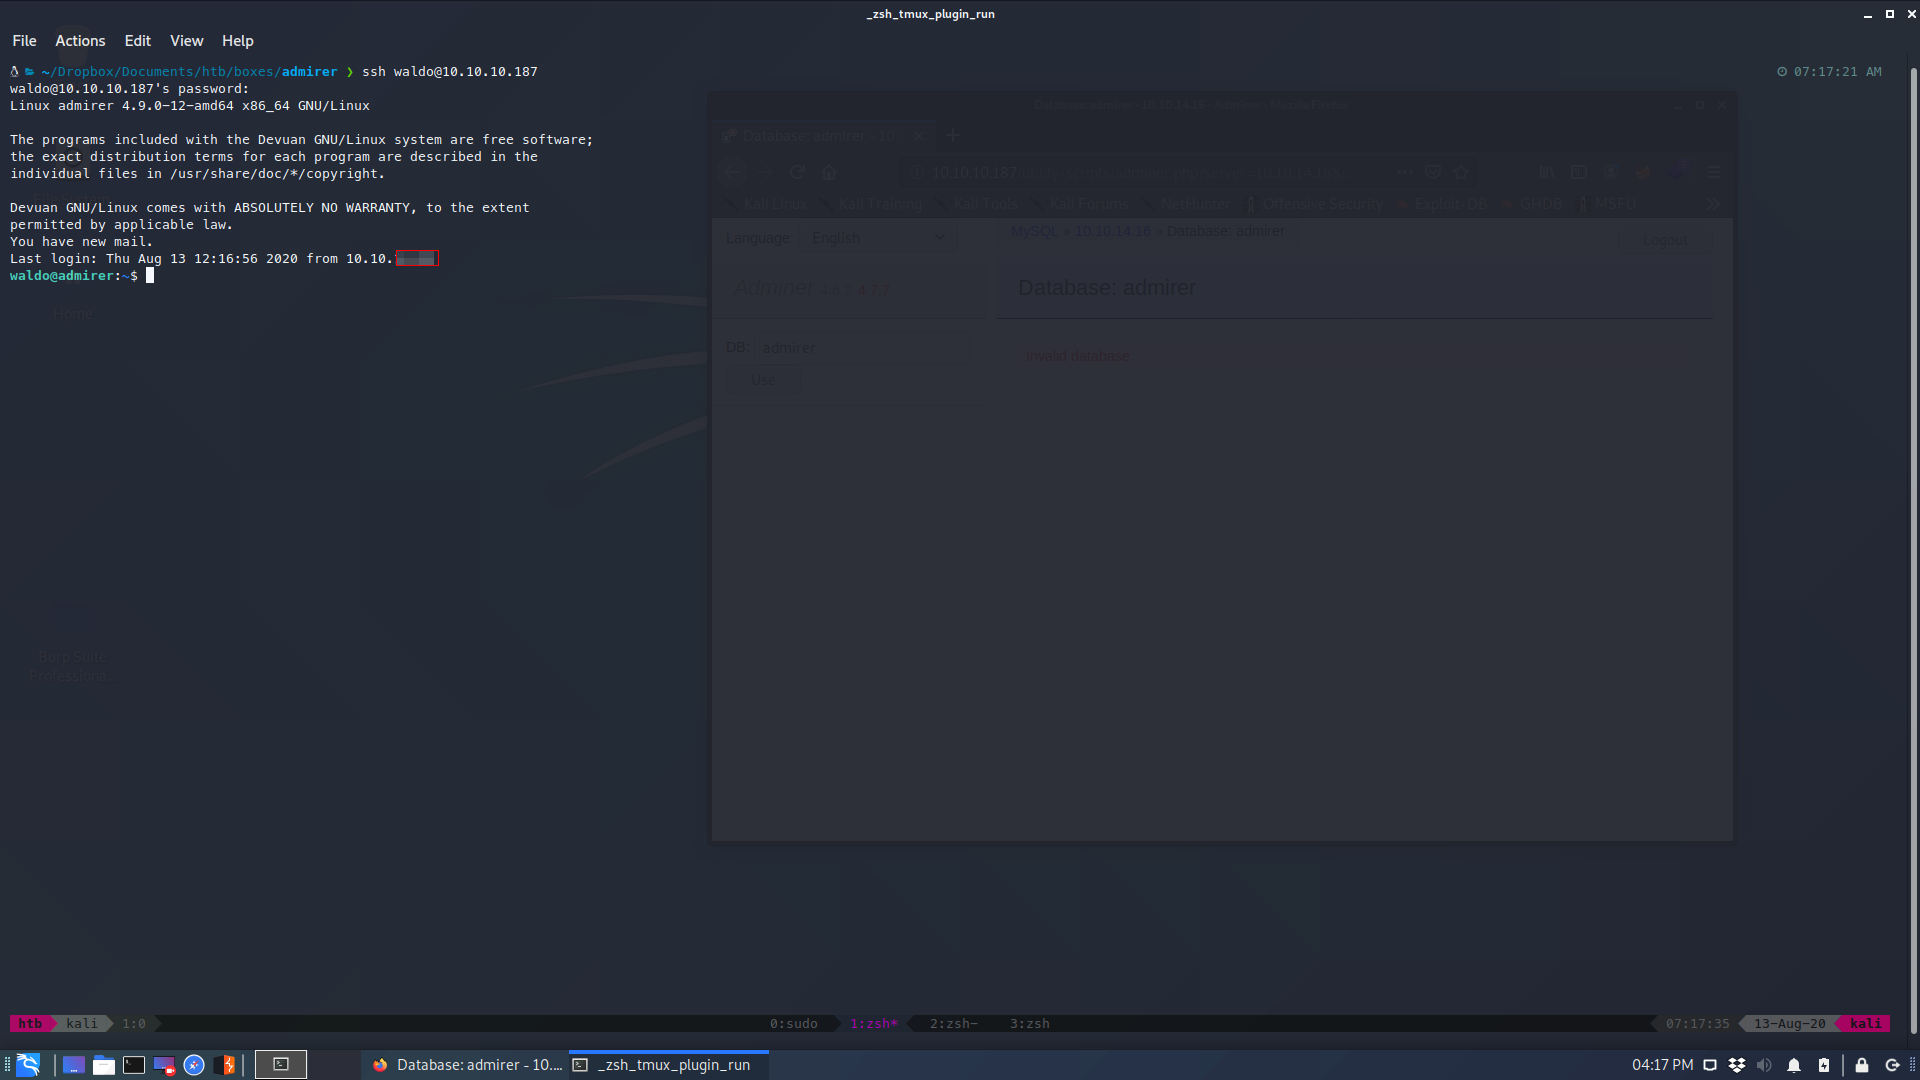 _zsh_tmux_plugin_run
File Actions Edit View Help
~/Dropbox/Documents/htb/boxes/admirer ❯ ssh waldo@10.10.10.187 07:17:21 AM
waldo@10.10.10.187's password:
Linux admirer 4.9.0-12-amd64 x86_64 GNU/Linux
The programs included with the Devuan GNU/Linux system are free software;
the exact distribution terms for each program are described in the
individual files in /usr/share/doc/*/copyright.
Devuan GNU/Linux comes with ABSOLUTELY NO WARRANTY, to the extent
permitted by applicable law.
You have new mail.
Last login: Thu Aug 13 12:16:56 2020 from 10.10.
waldo@admirer:~$
Home
Burp Suite
Professiona...
Database: admirer - 10.10.14.16 - Adminer - Mozilla Firefox
Database: admirer - 10
10.10.10.187
Kali Linux Kali Training Kali Tools Kali Forums NetHunter Offensive Security Exploit-DB GHDB MSFU
Language: English
MySQL » 10.10.14.16 » Database: admirer
Logout
Adminer 4.6.2 4.7.7
Database: admirer
DB: admirer
Invalid database.
Use
htb kali 1:0 0:sudo 1:zsh* 2:zsh- 3:zsh 07:17:35 13-Aug-20 kali
Database: admirer - 10.... _zsh_tmux_plugin_run 04:17 PM